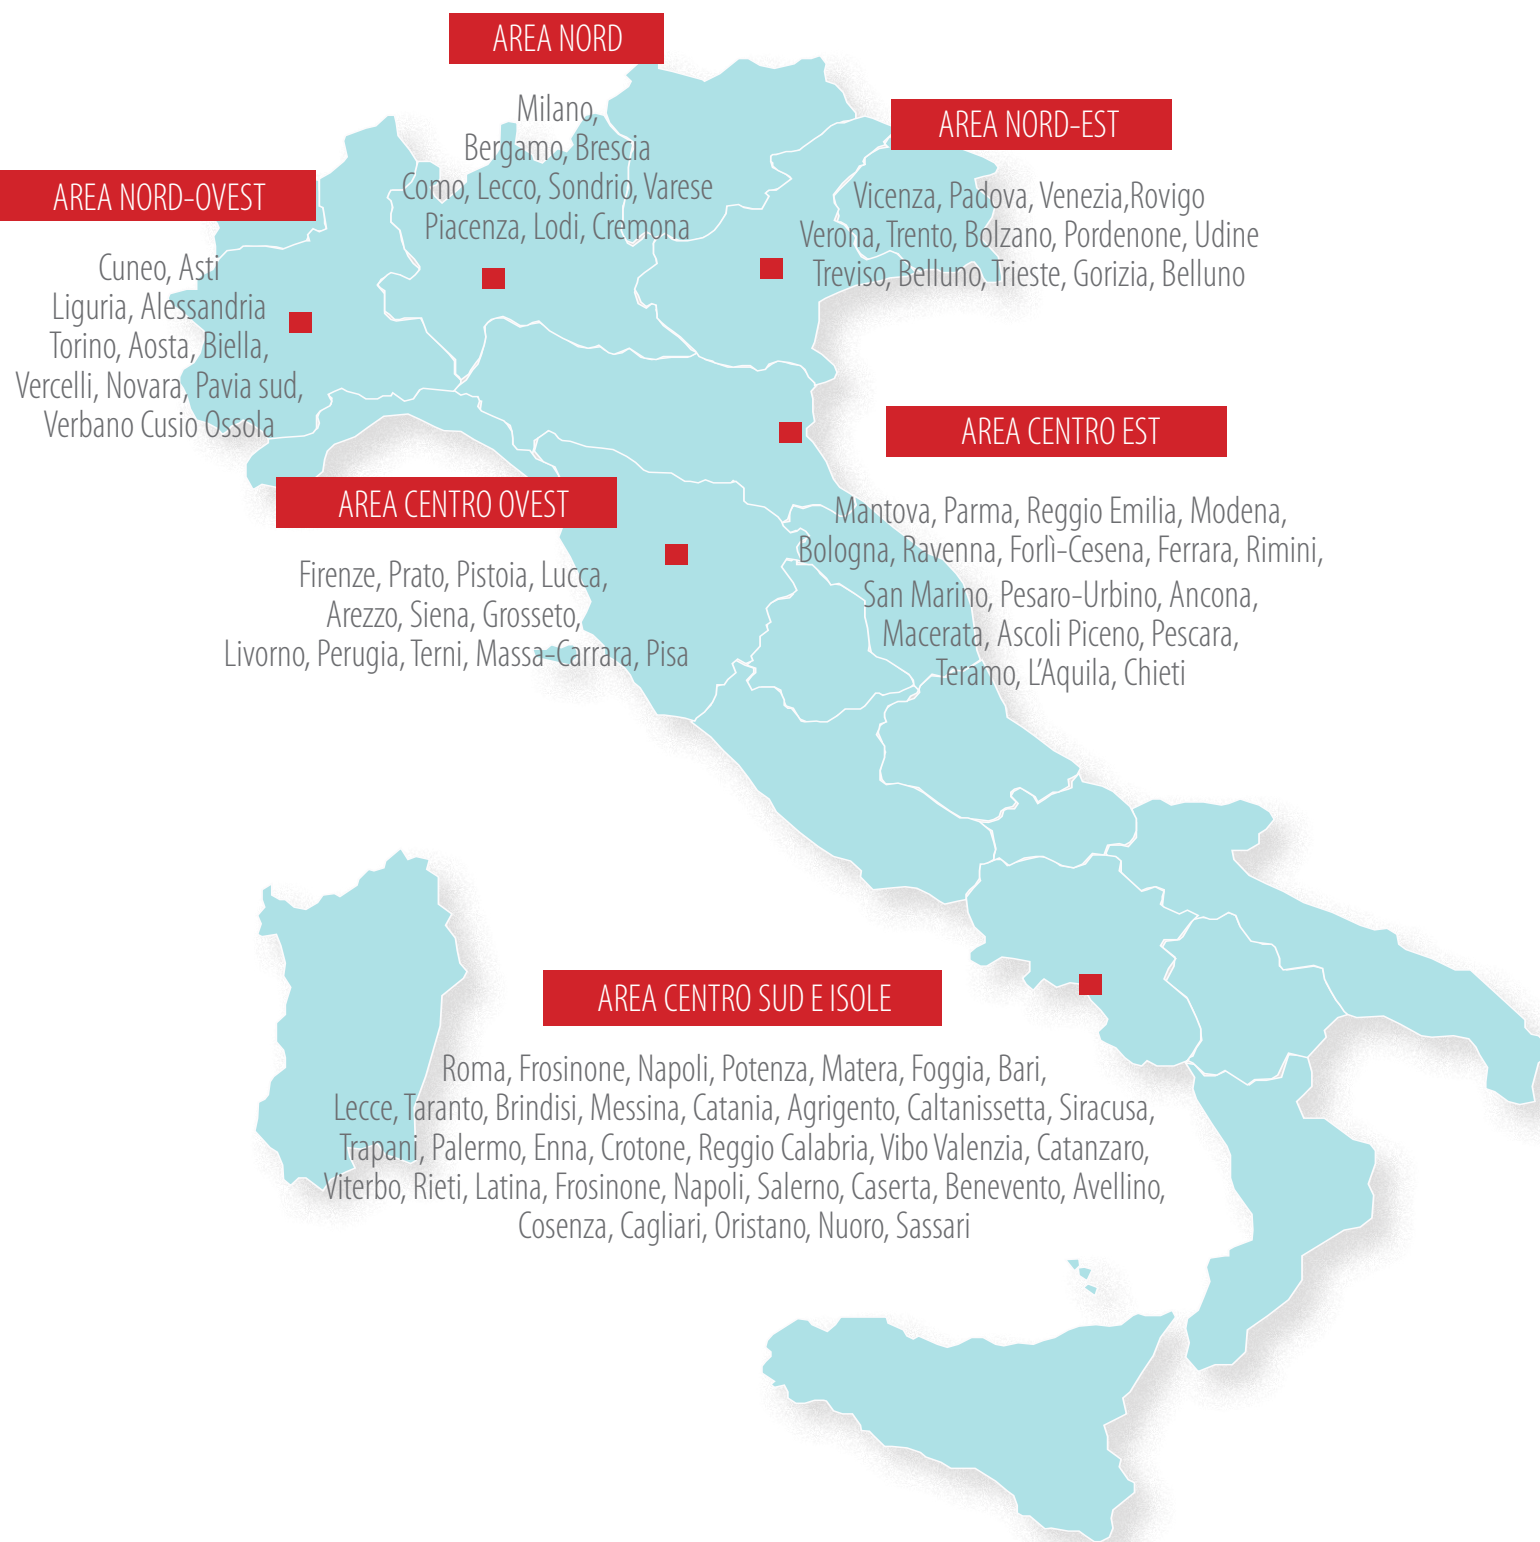 AREA NORD
Milano,
Bergamo, Brescia
Como, Lecco, Sondrio, Varese
Piacenza, Lodi, Cremona
AREA NORD-EST
Vicenza, Padova, Venezia,Rovigo
Verona, Trento, Bolzano, Pordenone, Udine
Treviso, Belluno, Trieste, Gorizia, Belluno
AREA NORD-OVEST
Cuneo, Asti
Liguria, Alessandria
Torino, Aosta, Biella,
Vercelli, Novara, Pavia sud,
Verbano Cusio Ossola
AREA CENTRO EST
Mantova, Parma, Reggio Emilia, Modena,
Bologna, Ravenna, Forlì-Cesena, Ferrara, Rimini,
San Marino, Pesaro-Urbino, Ancona,
Macerata, Ascoli Piceno, Pescara,
Teramo, L’Aquila, Chieti
AREA CENTRO OVEST
Firenze, Prato, Pistoia, Lucca,
Arezzo, Siena, Grosseto,
Livorno, Perugia, Terni, Massa-Carrara, Pisa
AREA CENTRO SUD E ISOLE
Roma, Frosinone, Napoli, Potenza, Matera, Foggia, Bari,
Lecce, Taranto, Brindisi, Messina, Catania, Agrigento, Caltanissetta, Siracusa,
Trapani, Palermo, Enna, Crotone, Reggio Calabria, Vibo Valenzia, Catanzaro,
Viterbo, Rieti, Latina, Frosinone, Napoli, Salerno, Caserta, Benevento, Avellino,
Cosenza, Cagliari, Oristano, Nuoro, Sassari